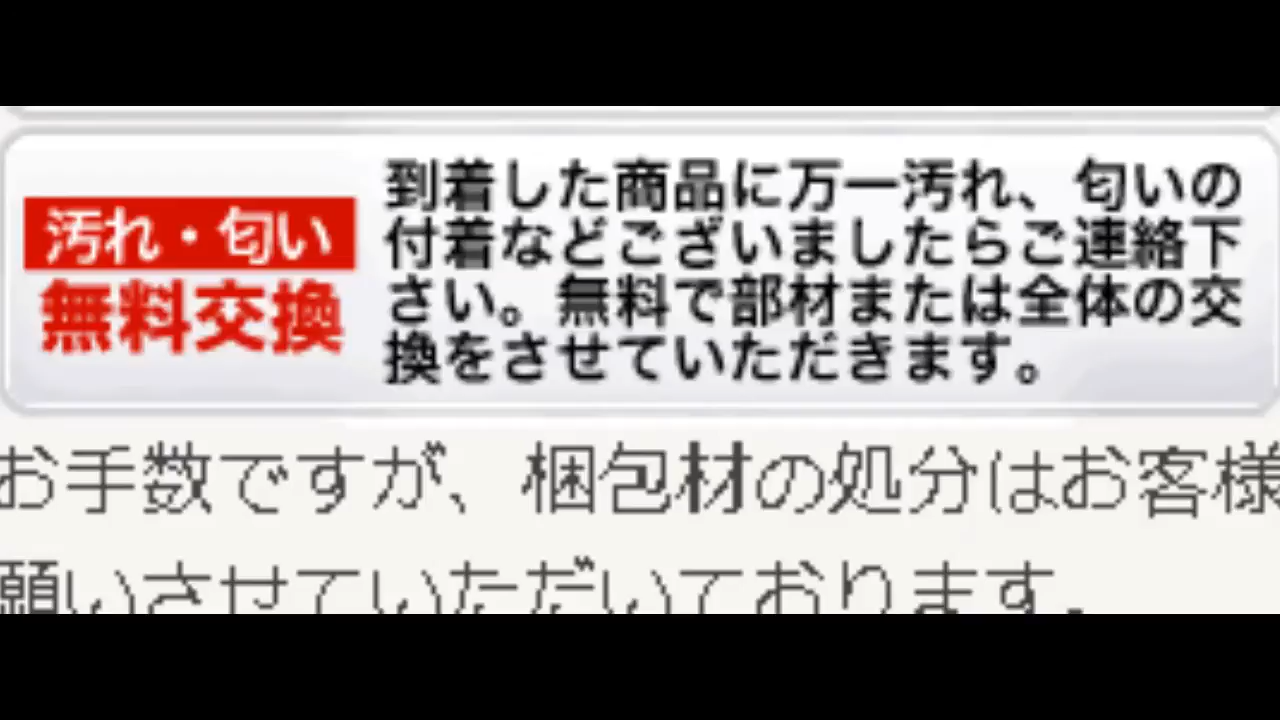 汚れ・匂い
無料交換
到着した商品に万一汚れ、匂いの
付着などございましたらご連絡下
さい。無料で部材または全体の交
換をさせていただきます。
お手数ですが、梱包材の処分はお客様
願いさせていただいております。